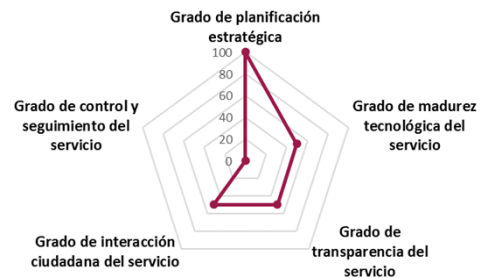 Grado de planificación
estratégica
100
80
60
40
20
0
Grado de control y
seguimiento del
servicio
Grado de madurez
tecnológica del
servicio
Grado de interacción
ciudadana del servicio
Grado de
transparencia del
servicio